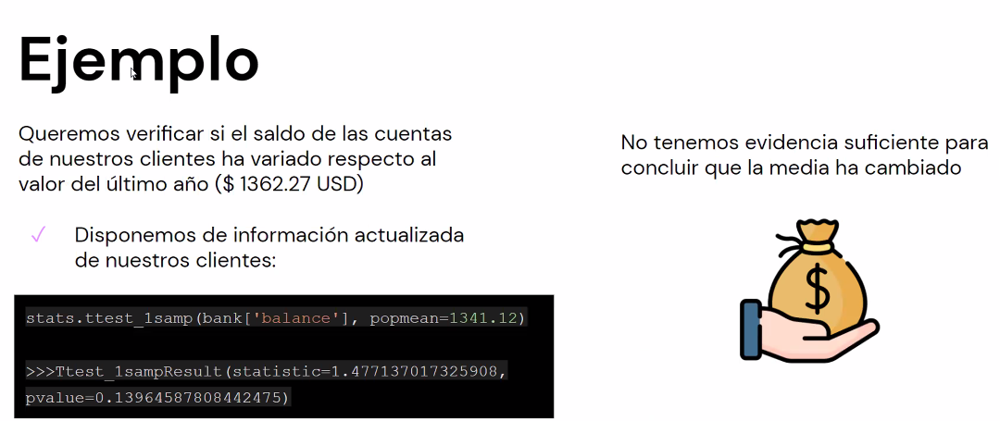 Ejemplo
Queremos verificar si el saldo de las cuentas
de nuestros clientes ha variado respecto al
valor del último año ($ 1362.27 USD)
✓ Disponemos de información actualizada
de nuestros clientes:
stats.ttest_1samp(bank['balance'], popmean=1341.12)
>>>Ttest_1sampResult(statistic=1.477137017325908,
pvalue=0.13964587808442475)
No tenemos evidencia suficiente para
concluir que la media ha cambiado
$